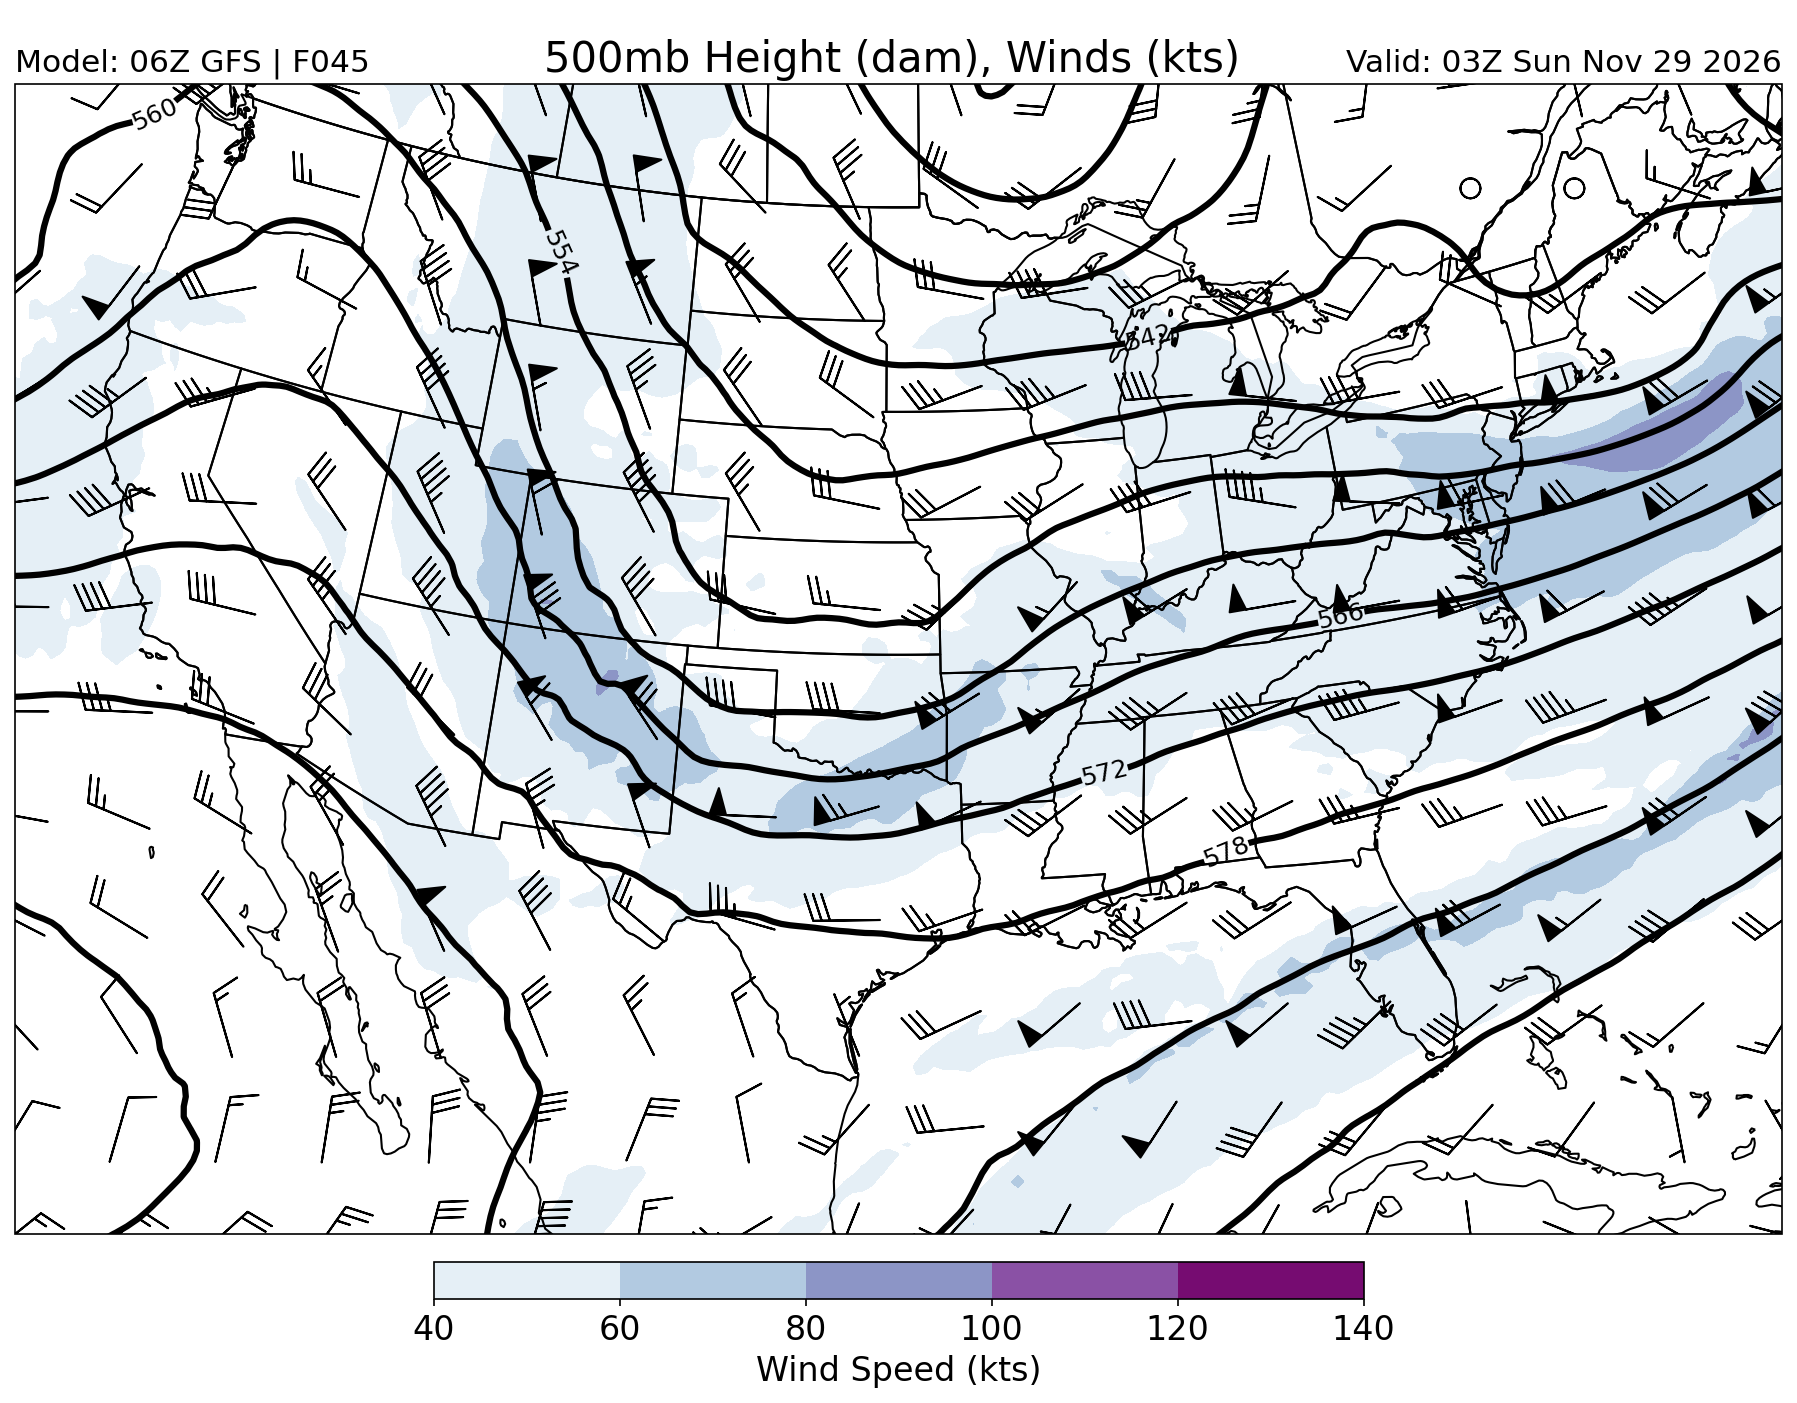 Model: 06Z GFS | F045
500mb Height (dam), Winds (kts)
Valid: 03Z Sun Nov 29 2026
560
554
542
566
572
578
40 60 80 100 120 140
Wind Speed (kts)